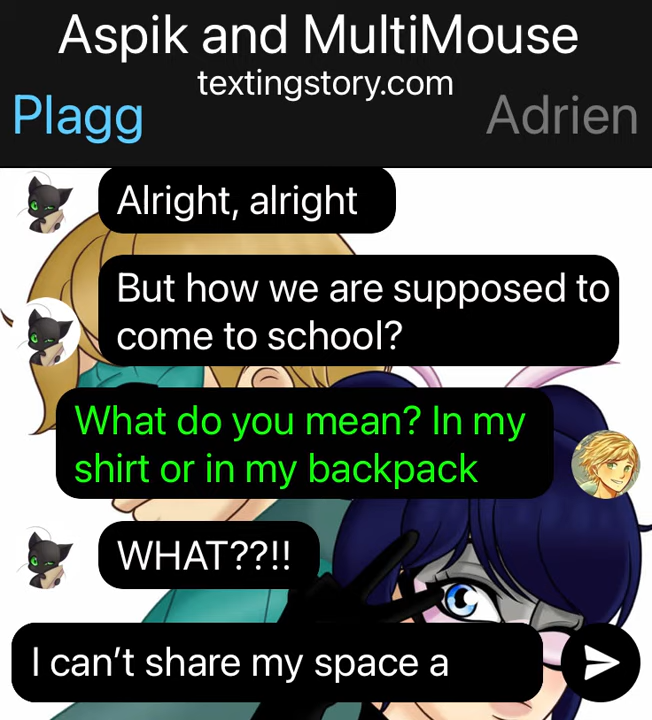 Aspik and MultiMouse
textingstory.com
Plagg
Adrien
Alright, alright
But how we are supposed to
come to school?
What do you mean? In my
shirt or in my backpack
WHAT??!!
I can’t share my space a